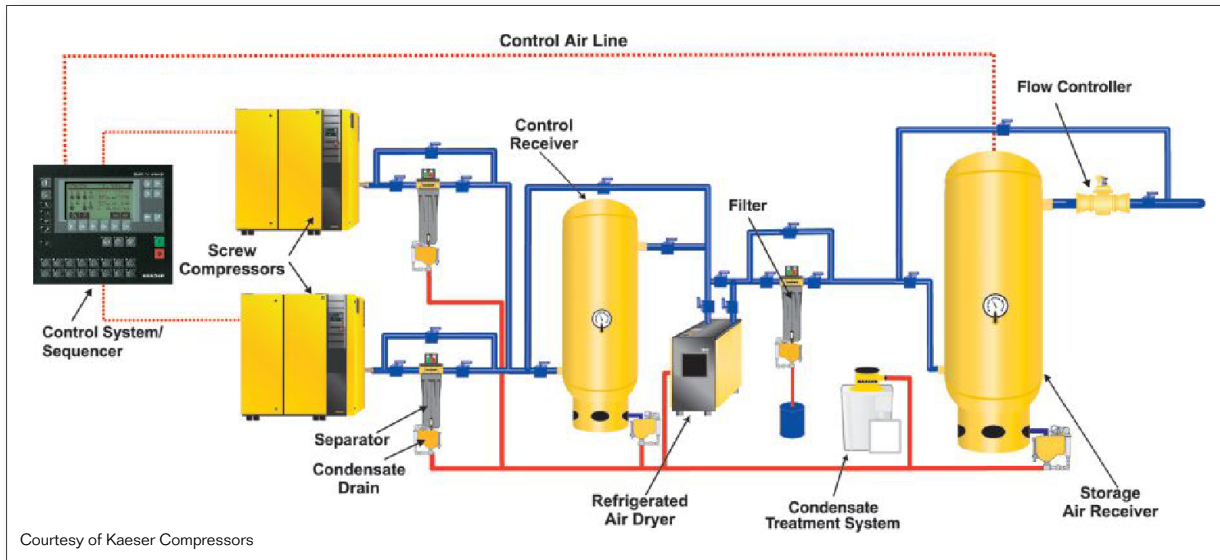 Control Air Line
Flow Controller
Control
Receiver
Filter
Screw
Compressors
Control System/
Sequencer
Separator
Condensate
Drain
Refrigerated
Air Dryer
Condensate
Treatment System
Storage
Air Receiver
Courtesy of Kaeser Compressors